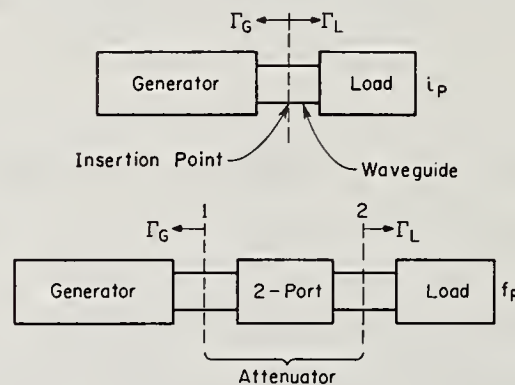 Γ_G Γ_L
Generator Load i_P
Insertion Point Waveguide
1 2
Γ_G Γ_L
Generator 2-Port Load f_P
Attenuator